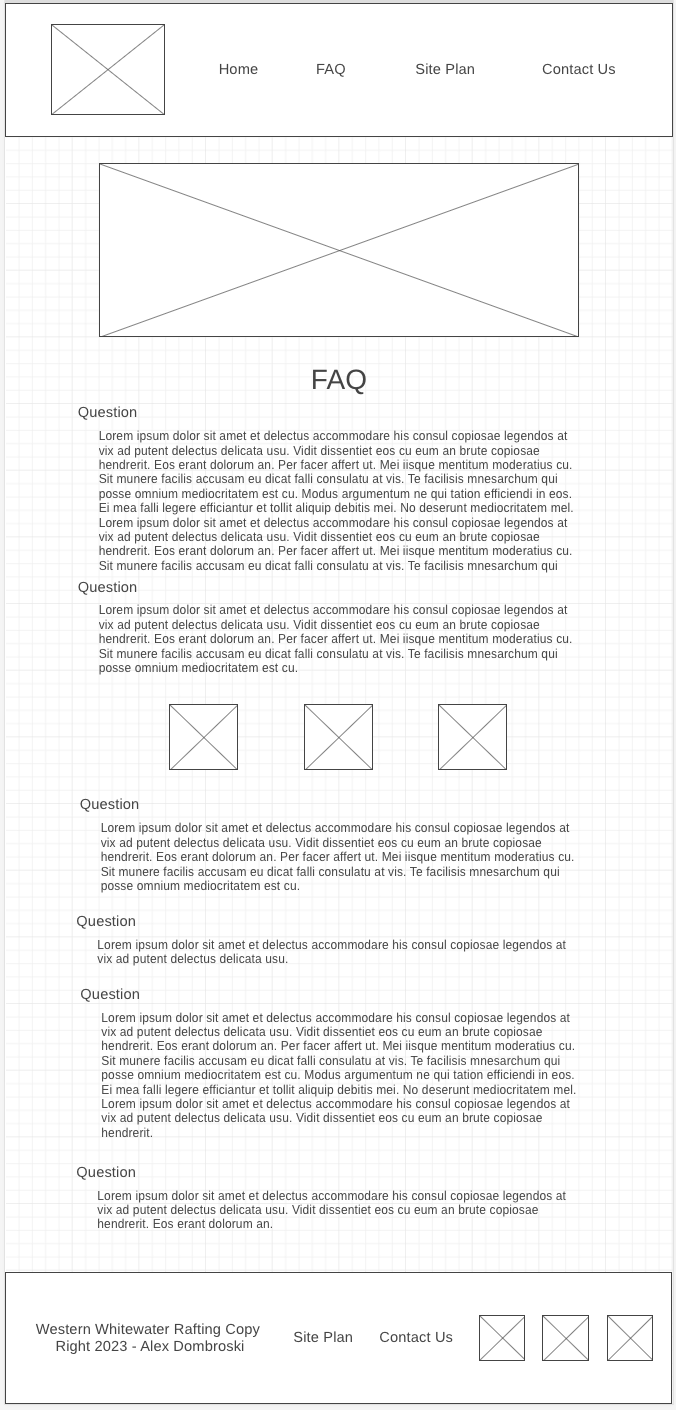 Home FAQ Site Plan Contact Us
FAQ
Question
Lorem ipsum dolor sit amet et delectus accommodare his consul copiosae legendos at
vix ad putent delectus delicata usu. Vidit dissentiet eos cu eum an brute copiosae
hendrerit. Eos erant dolorum an. Per facer affert ut. Mei iisque mentitum moderatius cu.
Sit munere facilis accusam eu dicat falli consulatu at vis. Te facilisis mnesarchum qui
posse omnium mediocritatem est cu. Modus argumentum ne qui tation efficiendi in eos.
Ei mea falli legere efficiantur et tollit aliquip debitis mei. No deserunt mediocritatem mel.
Lorem ipsum dolor sit amet et delectus accommodare his consul copiosae legendos at
vix ad putent delectus delicata usu. Vidit dissentiet eos cu eum an brute copiosae
hendrerit. Eos erant dolorum an. Per facer affert ut. Mei iisque mentitum moderatius cu.
Sit munere facilis accusam eu dicat falli consulatu at vis. Te facilisis mnesarchum qui
Question
Lorem ipsum dolor sit amet et delectus accommodare his consul copiosae legendos at
vix ad putent delectus delicata usu. Vidit dissentiet eos cu eum an brute copiosae
hendrerit. Eos erant dolorum an. Per facer affert ut. Mei iisque mentitum moderatius cu.
Sit munere facilis accusam eu dicat falli consulatu at vis. Te facilisis mnesarchum qui
posse omnium mediocritatem est cu.
Question
Lorem ipsum dolor sit amet et delectus accommodare his consul copiosae legendos at
vix ad putent delectus delicata usu. Vidit dissentiet eos cu eum an brute copiosae
hendrerit. Eos erant dolorum an. Per facer affert ut. Mei iisque mentitum moderatius cu.
Sit munere facilis accusam eu dicat falli consulatu at vis. Te facilisis mnesarchum qui
posse omnium mediocritatem est cu.
Question
Lorem ipsum dolor sit amet et delectus accommodare his consul copiosae legendos at
vix ad putent delectus delicata usu.
Question
Lorem ipsum dolor sit amet et delectus accommodare his consul copiosae legendos at
vix ad putent delectus delicata usu. Vidit dissentiet eos cu eum an brute copiosae
hendrerit. Eos erant dolorum an. Per facer affert ut. Mei iisque mentitum moderatius cu.
Sit munere facilis accusam eu dicat falli consulatu at vis. Te facilisis mnesarchum qui
posse omnium mediocritatem est cu. Modus argumentum ne qui tation efficiendi in eos.
Ei mea falli legere efficiantur et tollit aliquip debitis mei. No deserunt mediocritatem mel.
Lorem ipsum dolor sit amet et delectus accommodare his consul copiosae legendos at
vix ad putent delectus delicata usu. Vidit dissentiet eos cu eum an brute copiosae
hendrerit.
Question
Lorem ipsum dolor sit amet et delectus accommodare his consul copiosae legendos at
vix ad putent delectus delicata usu. Vidit dissentiet eos cu eum an brute copiosae
hendrerit. Eos erant dolorum an.
Western Whitewater Rafting Copy
Right 2023 - Alex Dombroski
Site Plan Contact Us